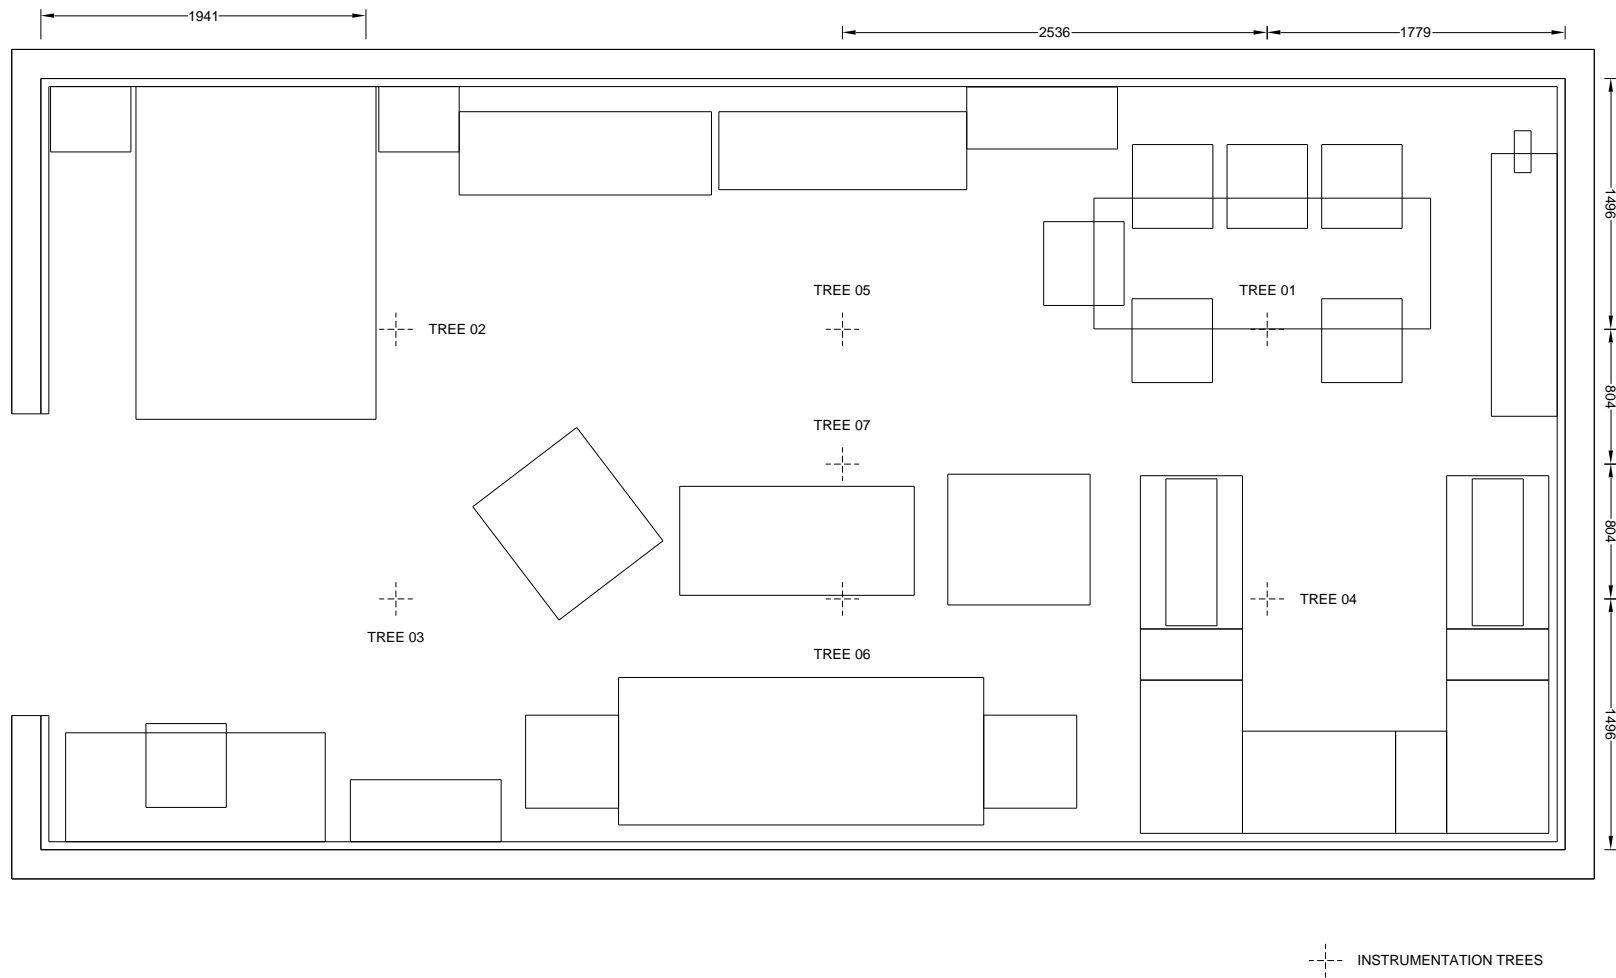 1941
2536
1779
1496
TREE 05
TREE 01
TREE 02
804
TREE 07
804
TREE 04
TREE 03
TREE 06
1496
INSTRUMENTATION TREES